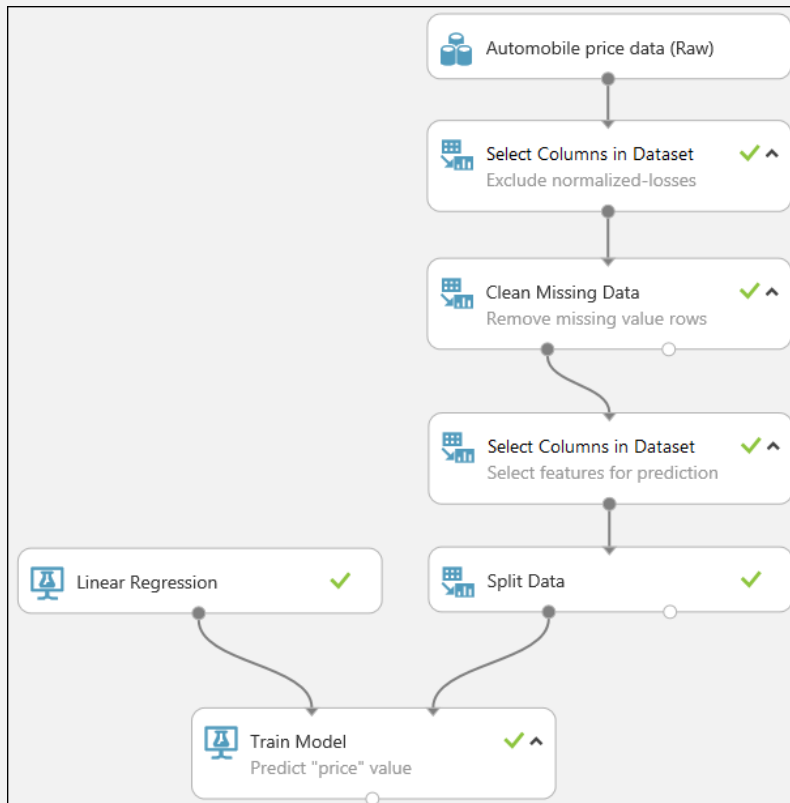 Automobile price data (Raw)
Select Columns in Dataset
Exclude normalized-losses
Clean Missing Data
Remove missing value rows
Select Columns in Dataset
Select features for prediction
Linear Regression
Split Data
Train Model
Predict "price" value